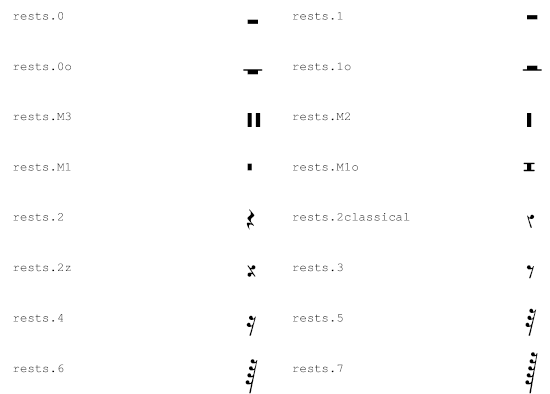 rests.0 rests.1
rests.0o rests.1o
rests.M3 rests.M2
rests.M1 rests.M1o
rests.2 rests.2classical
rests.2z rests.3
rests.4 rests.5
rests.6 rests.7